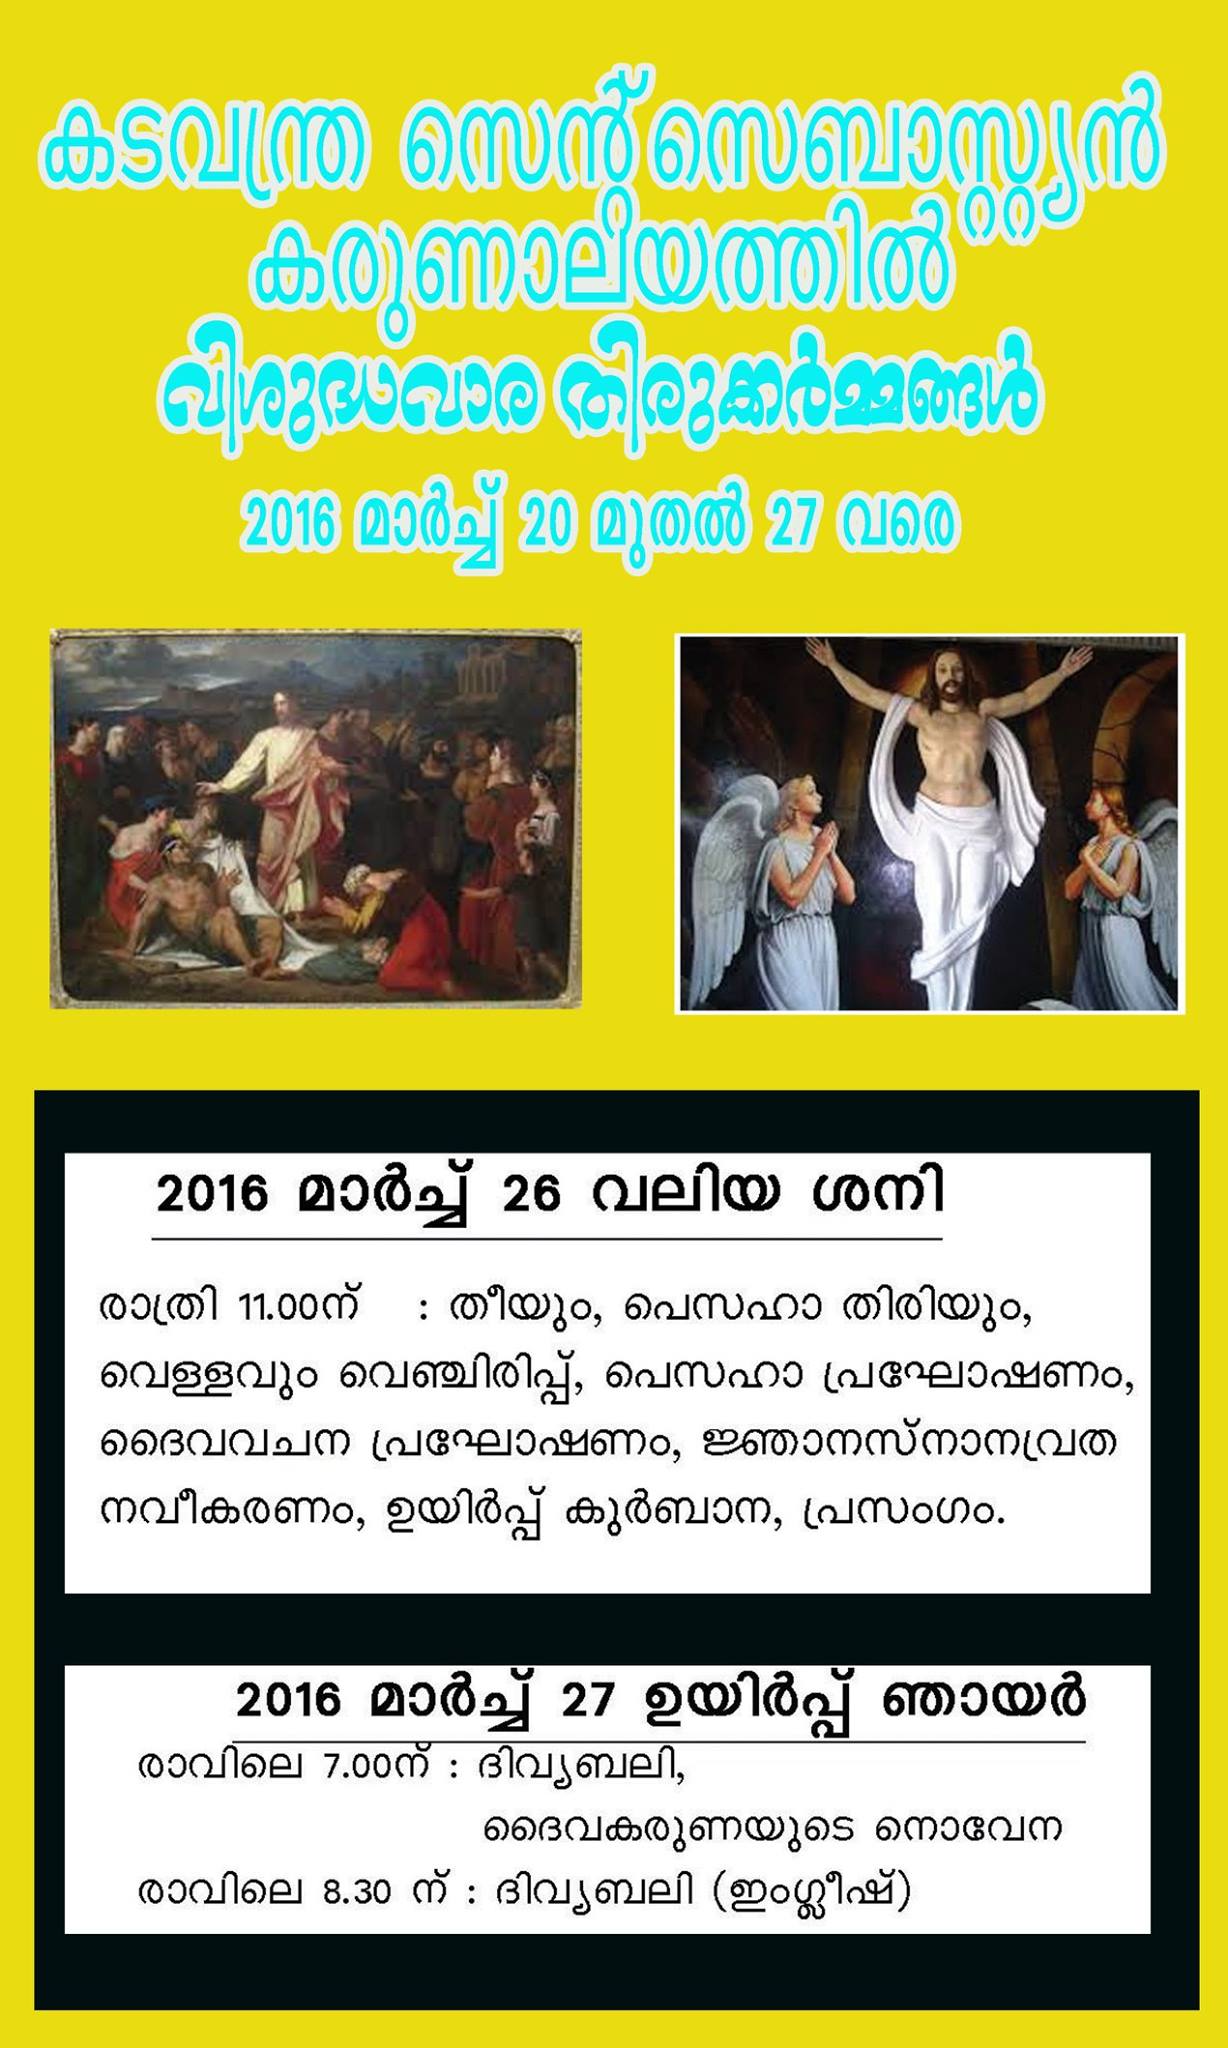 കടവന്ത്ര സെന്റ് സെബാസ്റ്റ്യൻ
കരുണാലയത്തിൽ
വിശുദ്ധവാര തിരുക്കർമ്മങ്ങൾ
2016 മാർച്ച് 20 മുതൽ 27 വരെ
2016 മാർച്ച് 26 വലിയ ശനി
രാത്രി 11.00ന് : തീയും, പെസഹാ തിരിയും,
വെള്ളവും വെഞ്ചിരിപ്പ്, പെസഹാ പ്രഘോഷണം,
ദൈവവചന പ്രഘോഷണം, ജ്ഞാനസ്നാനവ്രത
നവീകരണം, ഉയിർപ്പ് കുർബാന, പ്രസംഗം.
2016 മാർച്ച് 27 ഉയിർപ്പ് ഞായർ
രാവിലെ 7.00ന് : ദിവ്യബലി,
ദൈവകരുണയുടെ നൊവേന
രാവിലെ 8.30 ന് : ദിവ്യബലി (ഇംഗ്ലീഷ്)